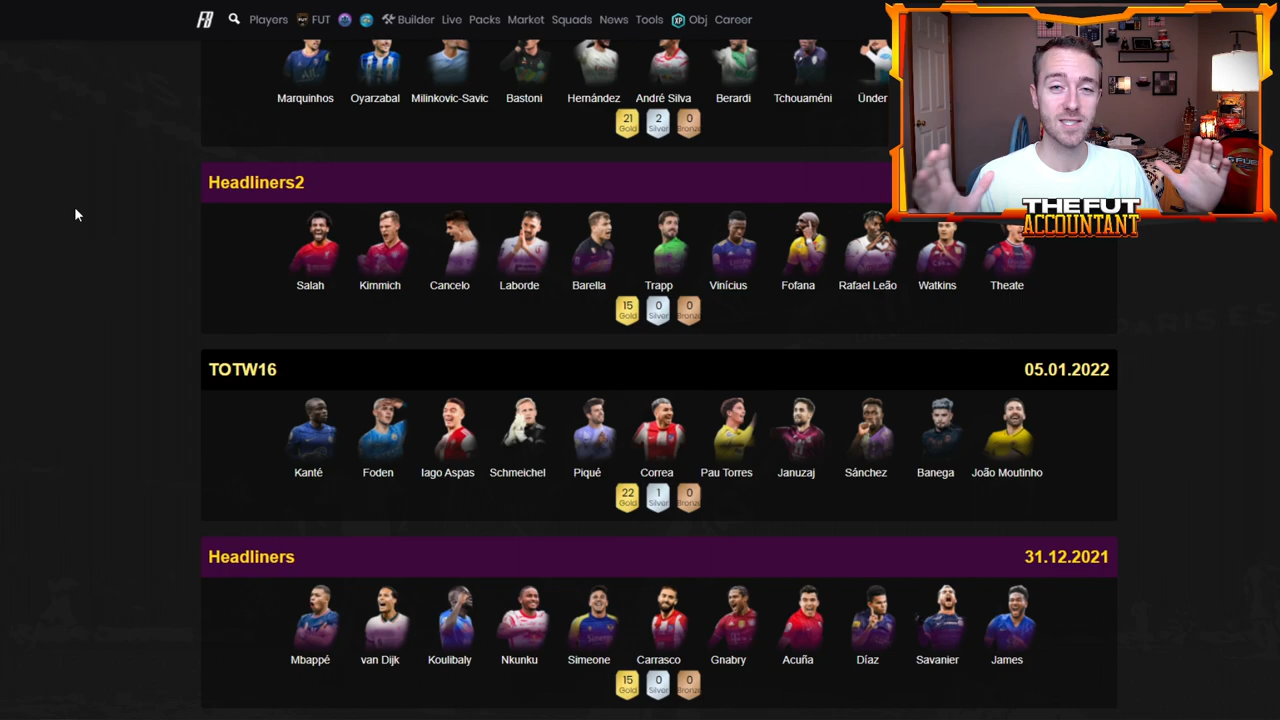 FB Players FUT Builder Live Packs Market Squads News Tools XP Obj Career
Marquinhos Oyarzabal Milinkovic-Savic Bastoni Hernández André Silva Berardi Tchouaméni Ünder
21 Gold 2 Silver 0 Bronze
Headliners2
Salah Kimmich Cancelo Laborde Barella Trapp Vinícius Fofana Rafael Leão Watkins Theate
15 Gold 0 Silver 0 Bronze
THE FUT
ACCOUNTANT
TOTW16 05.01.2022
Kanté Foden Iago Aspas Schmeichel Piqué Correa Pau Torres Januzaj Sánchez Banega João Moutinho
22 Gold 1 Silver 0 Bronze
Headliners 31.12.2021
Mbappé van Dijk Koulibaly Nkunku Simeone Carrasco Gnabry Acuña Díaz Savanier James
15 Gold 0 Silver 0 Bronze